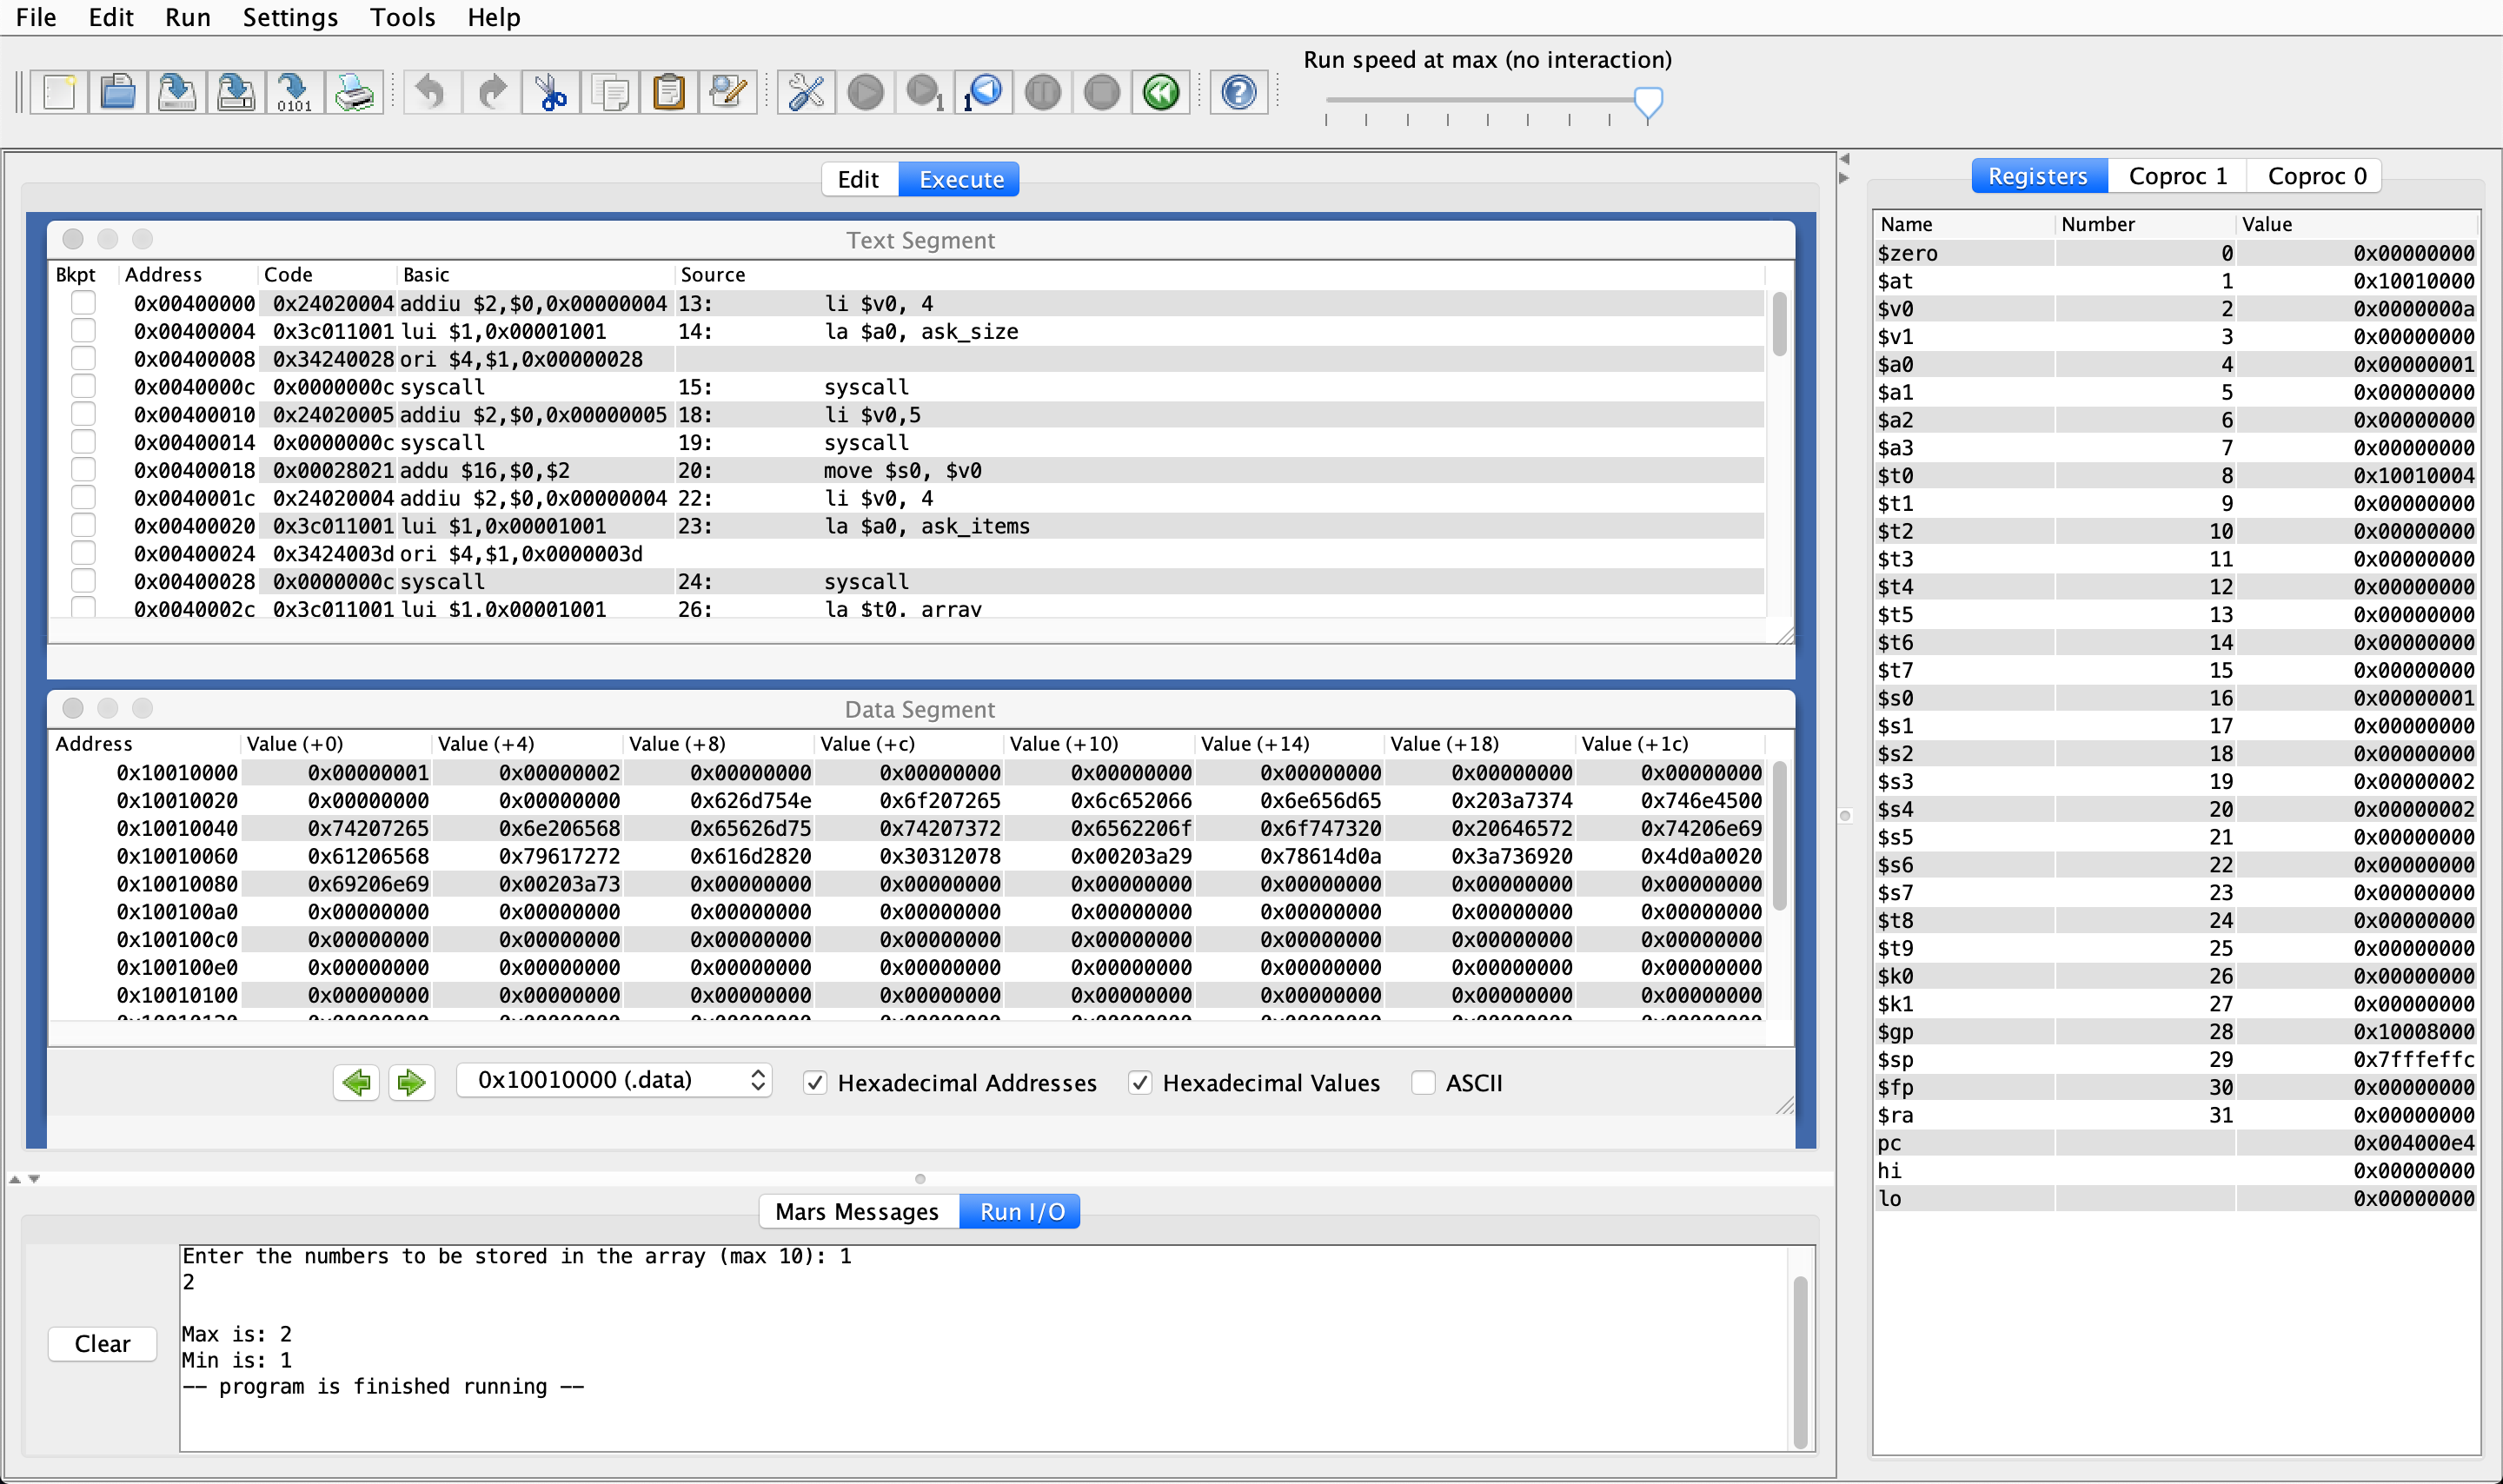 File Edit Run Settings Tools Help
Run speed at max (no interaction)
0101
1
1
Edit Execute
Text Segment
Bkpt Address Code Basic Source
0x00400000 0x24020004 addiu $2,$0,0x00000004 13: li $v0, 4
0x00400004 0x3c011001 lui $1,0x00001001 14: la $a0, ask_size
0x00400008 0x34240028 ori $4,$1,0x00000028
0x0040000c 0x0000000c syscall 15: syscall
0x00400010 0x24020005 addiu $2,$0,0x00000005 18: li $v0,5
0x00400014 0x0000000c syscall 19: syscall
0x00400018 0x00028021 addu $16,$0,$2 20: move $s0, $v0
0x0040001c 0x24020004 addiu $2,$0,0x00000004 22: li $v0, 4
0x00400020 0x3c011001 lui $1,0x00001001 23: la $a0, ask_items
0x00400024 0x3424003d ori $4,$1,0x0000003d
0x00400028 0x0000000c syscall 24: syscall
0x0040002c 0x3c011001 lui $1,0x00001001 26: la $t0, array
Data Segment
Address Value (+0) Value (+4) Value (+8) Value (+c) Value (+10) Value (+14) Value (+18) Value (+1c)
0x10010000 0x00000001 0x00000002 0x00000000 0x00000000 0x00000000 0x00000000 0x00000000 0x00000000
0x10010020 0x00000000 0x00000000 0x626d754e 0x6f207265 0x6c652066 0x6e656d65 0x203a7374 0x746e4500
0x10010040 0x74207265 0x6e206568 0x65626d75 0x74207372 0x6562206f 0x6f747320 0x20646572 0x74206e69
0x10010060 0x61206568 0x79617272 0x616d2820 0x30312078 0x00203a29 0x78614d0a 0x3a736920 0x4d0a0020
0x10010080 0x69206e69 0x00203a73 0x00000000 0x00000000 0x00000000 0x00000000 0x00000000 0x00000000
0x100100a0 0x00000000 0x00000000 0x00000000 0x00000000 0x00000000 0x00000000 0x00000000 0x00000000
0x100100c0 0x00000000 0x00000000 0x00000000 0x00000000 0x00000000 0x00000000 0x00000000 0x00000000
0x100100e0 0x00000000 0x00000000 0x00000000 0x00000000 0x00000000 0x00000000 0x00000000 0x00000000
0x10010100 0x00000000 0x00000000 0x00000000 0x00000000 0x00000000 0x00000000 0x00000000 0x00000000
0x10010000 (.data) Hexadecimal Addresses Hexadecimal Values ASCII
Mars Messages Run I/O
Enter the numbers to be stored in the array (max 10): 1
2
Max is: 2
Min is: 1
-- program is finished running --
Clear
Registers Coproc 1 Coproc 0
Name Number Value
$zero 0 0x00000000
$at 1 0x10010000
$v0 2 0x0000000a
$v1 3 0x00000000
$a0 4 0x00000001
$a1 5 0x00000000
$a2 6 0x00000000
$a3 7 0x00000000
$t0 8 0x10010004
$t1 9 0x00000000
$t2 10 0x00000000
$t3 11 0x00000000
$t4 12 0x00000000
$t5 13 0x00000000
$t6 14 0x00000000
$t7 15 0x00000000
$s0 16 0x00000001
$s1 17 0x00000000
$s2 18 0x00000000
$s3 19 0x00000002
$s4 20 0x00000002
$s5 21 0x00000000
$s6 22 0x00000000
$s7 23 0x00000000
$t8 24 0x00000000
$t9 25 0x00000000
$k0 26 0x00000000
$k1 27 0x00000000
$gp 28 0x10008000
$sp 29 0x7fffeffc
$fp 30 0x00000000
$ra 31 0x00000000
pc 0x004000e4
hi 0x00000000
lo 0x00000000